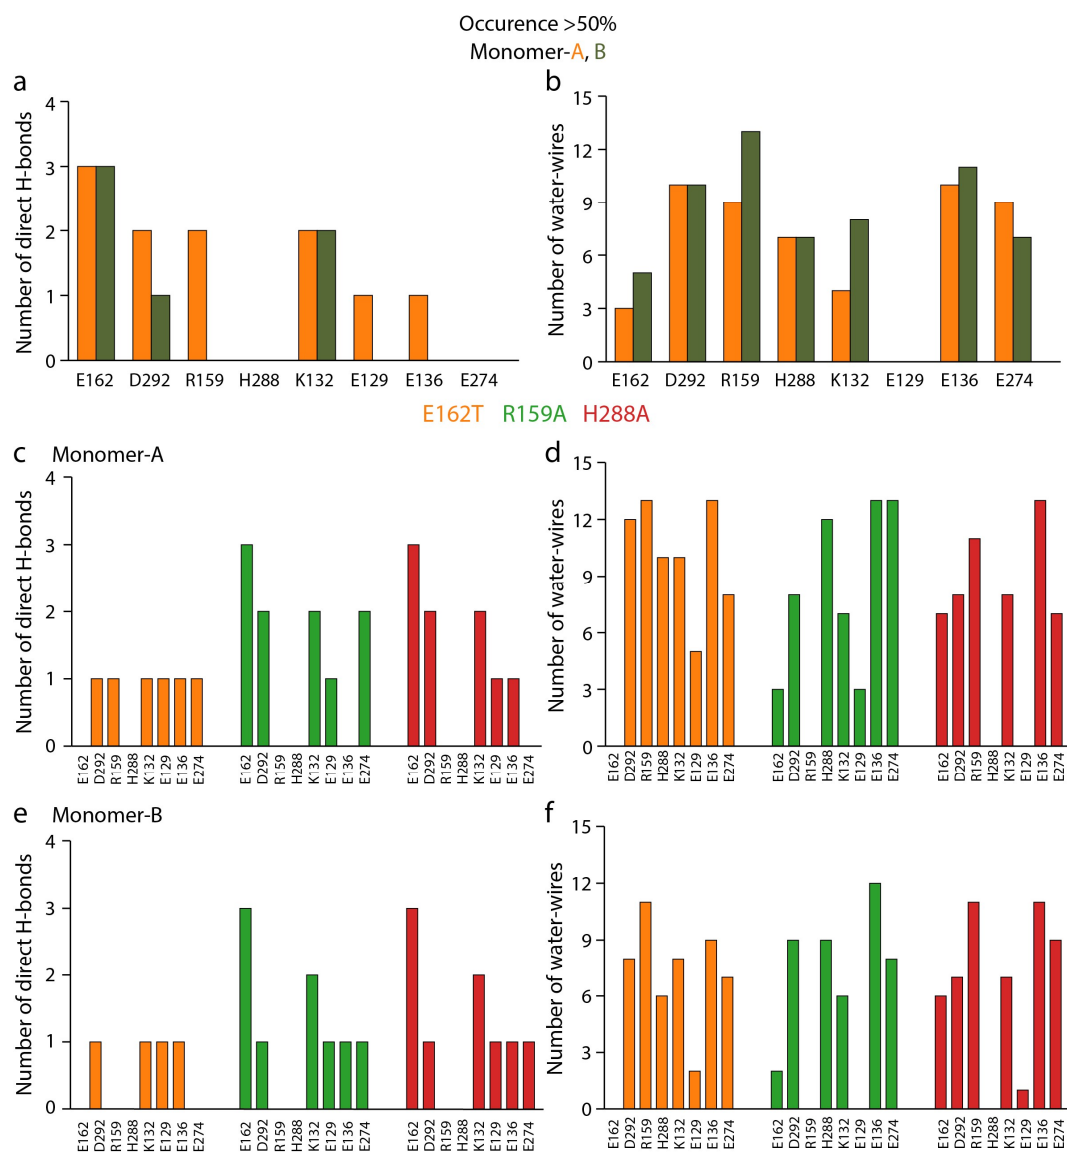 Occurence >50%
Monomer-A, B
a
Number of direct H-bonds
4
3
2
1
0
E162 D292 R159 H288 K132 E129 E136 E274
b
Number of water-wires
15
12
9
6
3
0
E162 D292 R159 H288 K132 E129 E136 E274
E162T R159A H288A
c Monomer-A
Number of direct H-bonds
4
3
2
1
0
E162 D292 R159 H288 K132 E129 E136 E274 E162 D292 R159 H288 K132 E129 E136 E274 E162 D292 R159 H288 K132 E129 E136 E274
d
Number of water-wires
15
12
9
6
3
0
E162 D292 R159 H288 K132 E129 E136 E274 E162 D292 R159 H288 K132 E129 E136 E274 E162 D292 R159 H288 K132 E129 E136 E274
e Monomer-B
Number of direct H-bonds
4
3
2
1
0
E162 D292 R159 H288 K132 E129 E136 E274 E162 D292 R159 H288 K132 E129 E136 E274 E162 D292 R159 H288 K132 E129 E136 E274
f
Number of water-wires
15
12
9
6
3
0
E162 D292 R159 H288 K132 E129 E136 E274 E162 D292 R159 H288 K132 E129 E136 E274 E162 D292 R159 H288 K132 E129 E136 E274